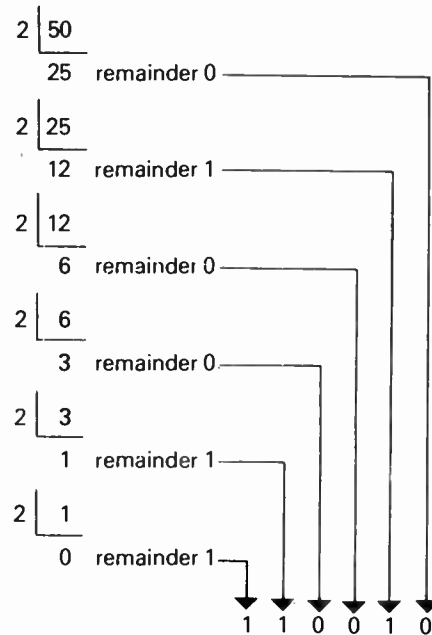 2 50
25 remainder 0
2 25
12 remainder 1
2 12
6 remainder 0
2 6
3 remainder 0
2 3
1 remainder 1
2 1
0 remainder 1
1 1 0 0 1 0